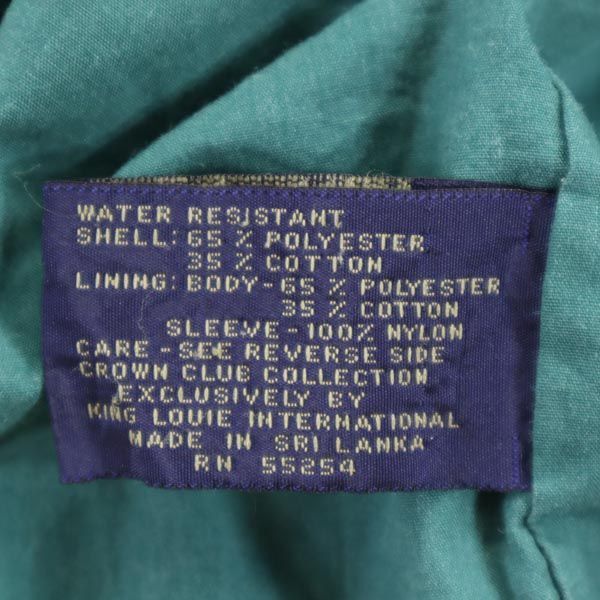 WATER RESISTANT
SHELL: 65 % POLYESTER
35 % COTTON
LINING: BODY - 65 % POLYESTER
35 % COTTON
SLEEVE - 100% NYLON
CARE - SEE REVERSE SIDE
CROWN CLUB COLLECTION
EXCLUSIVELY BY
KING LOUIE INTERNATIONAL
MADE IN SRI LANKA
RN 55254